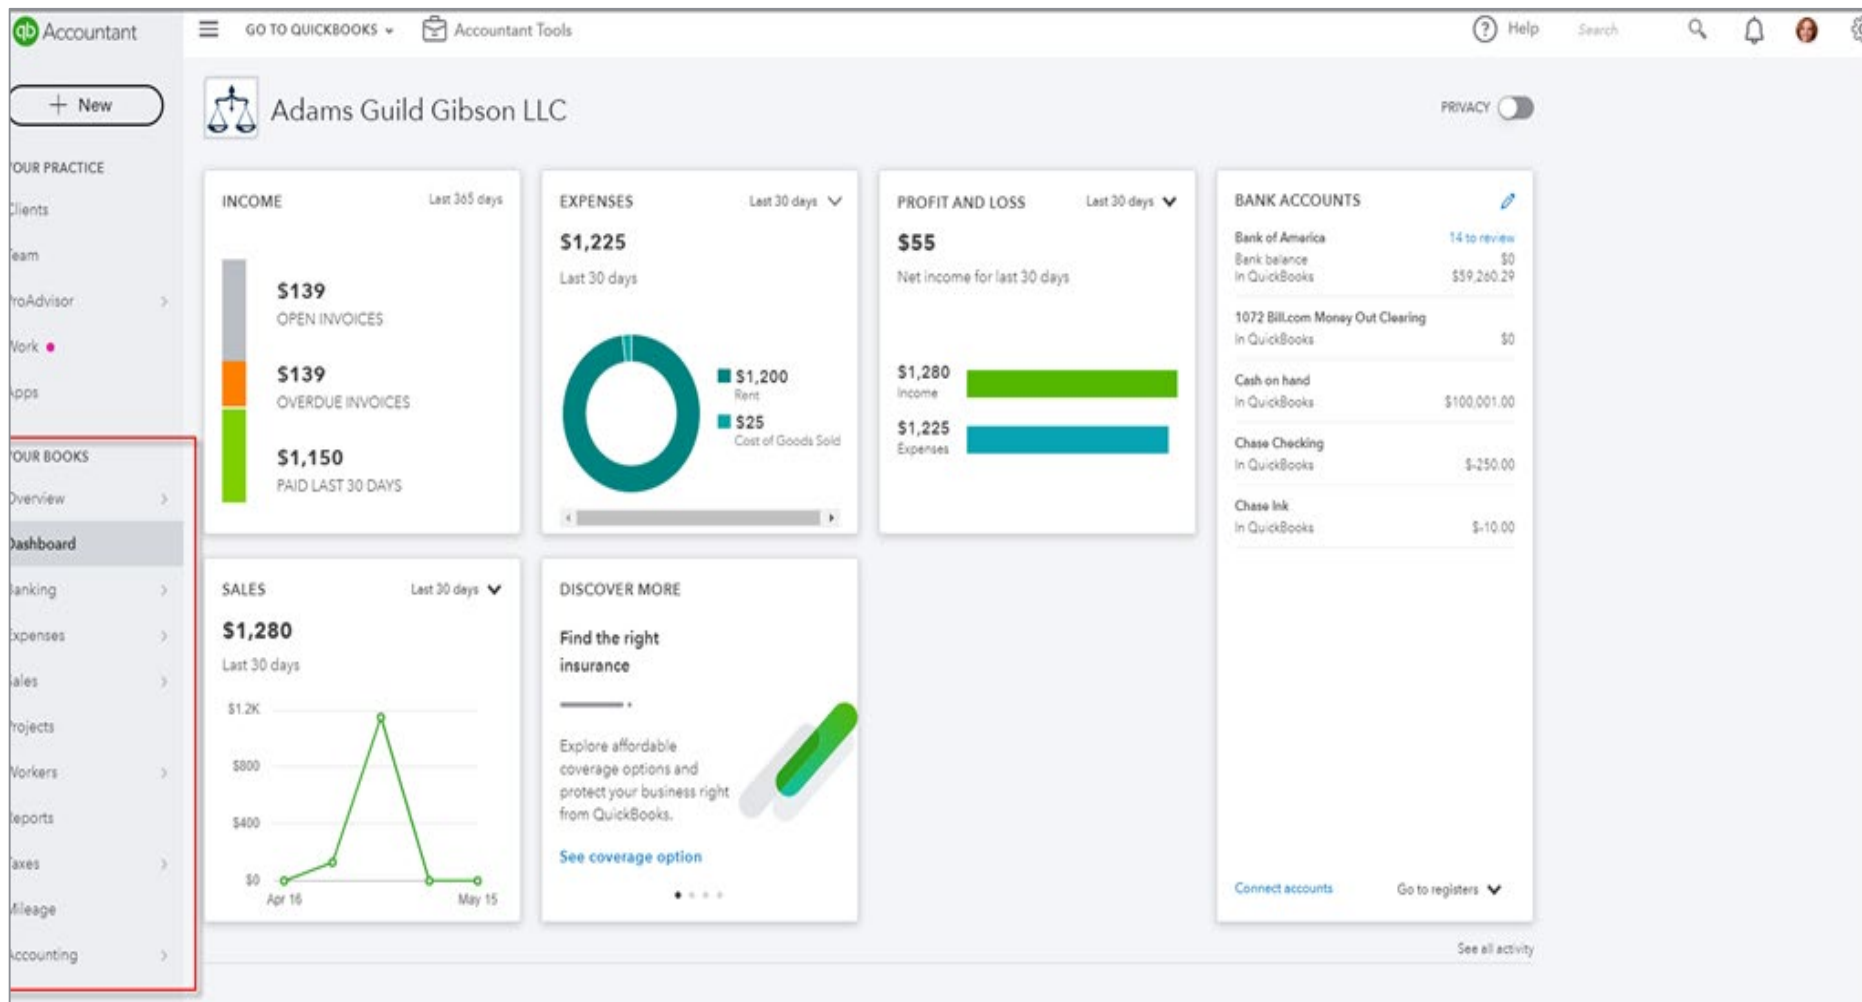 qb Accountant
GO TO QUICKBOOKS
Accountant Tools
Help
Search
+ New
Adams Guild Gibson LLC
PRIVACY
OUR PRACTICE
Clients
eam
roAdvisor
Work
pps
OUR BOOKS
Overview
Dashboard
anking
xpenses
ales
rojects
Workers
eports
axes
Mileage
ccounting
INCOME
Last 365 days
$139
OPEN INVOICES
$139
OVERDUE INVOICES
$1,150
PAID LAST 30 DAYS
EXPENSES
Last 30 days
$1,225
Last 30 days
$1,200
Rent
$25
Cost of Goods Sold
PROFIT AND LOSS
Last 30 days
$55
Net income for last 30 days
$1,280
Income
$1,225
Expenses
BANK ACCOUNTS
Bank of America
14 to review
Bank balance
$0
In QuickBooks
$59,260.29
1072 Bill.com Money Out Clearing
In QuickBooks
$0
Cash on hand
In QuickBooks
$100,001.00
Chase Checking
In QuickBooks
$-250.00
Chase Ink
In QuickBooks
$-10.00
Connect accounts
Go to registers
SALES
Last 30 days
$1,280
Last 30 days
$1.2K
$800
$400
$0
Apr 16
May 15
DISCOVER MORE
Find the right
insurance
Explore affordable
coverage options and
protect your business right
from QuickBooks.
See coverage option
See all activity